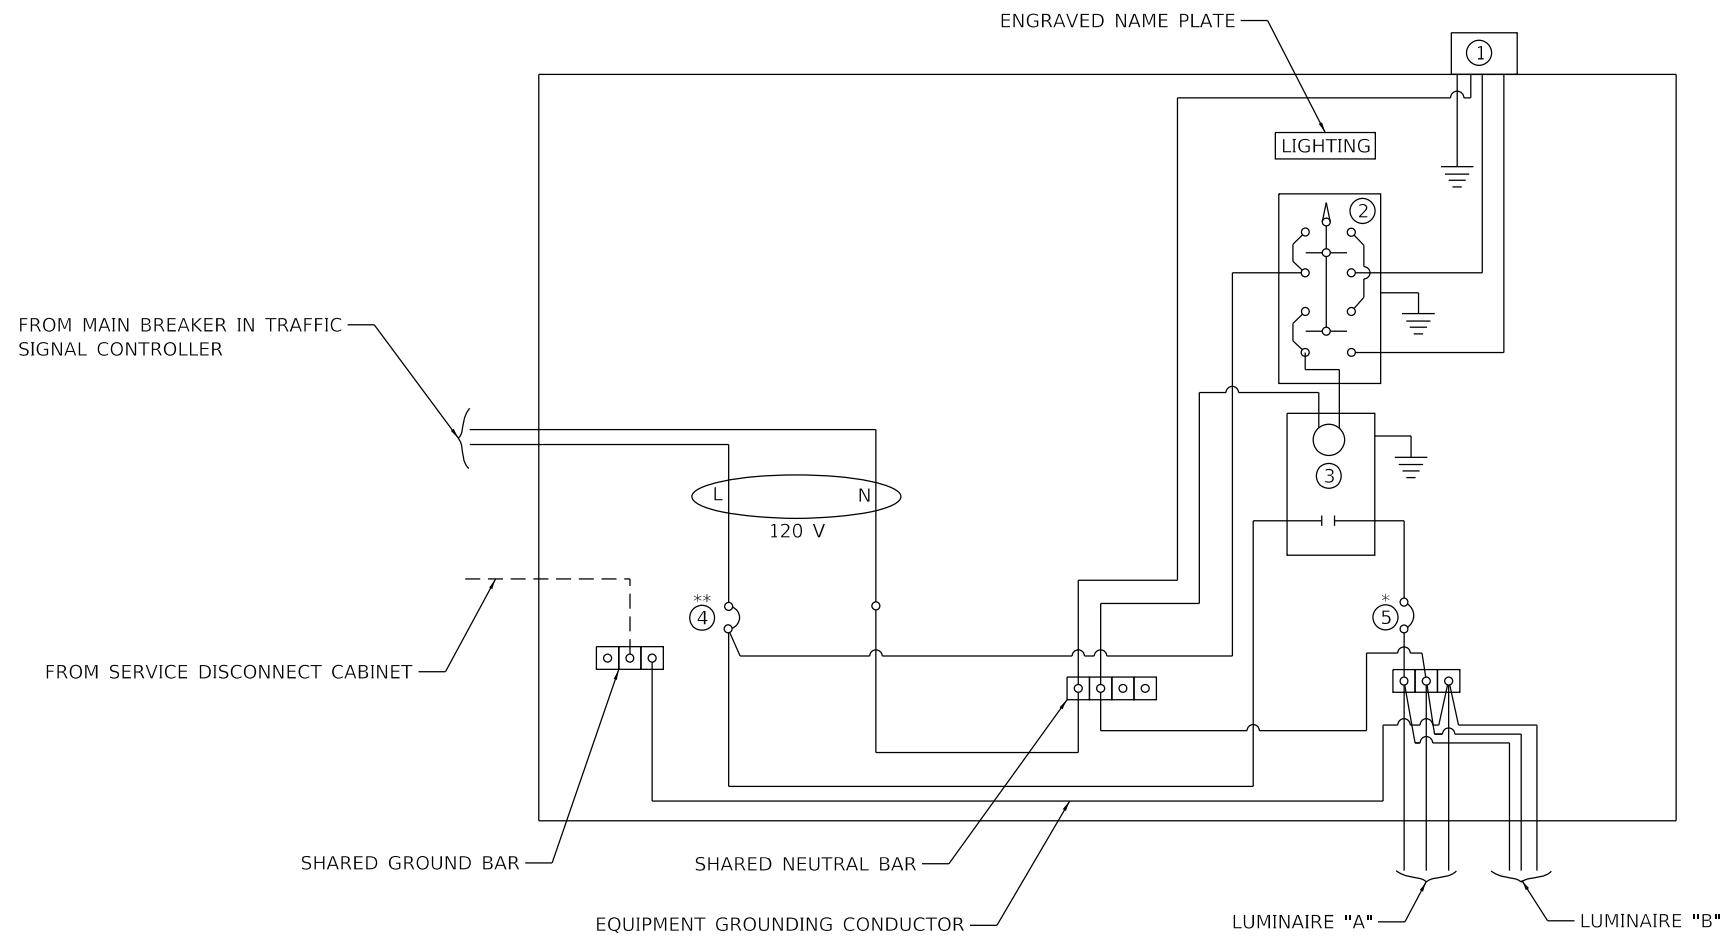 ENGRAVED NAME PLATE
1
LIGHTING
2
FROM MAIN BREAKER IN TRAFFIC
SIGNAL CONTROLLER
3
L N
120 V
**
4
*
5
FROM SERVICE DISCONNECT CABINET
SHARED GROUND BAR
SHARED NEUTRAL BAR
EQUIPMENT GROUNDING CONDUCTOR
LUMINAIRE "A"
LUMINAIRE "B"